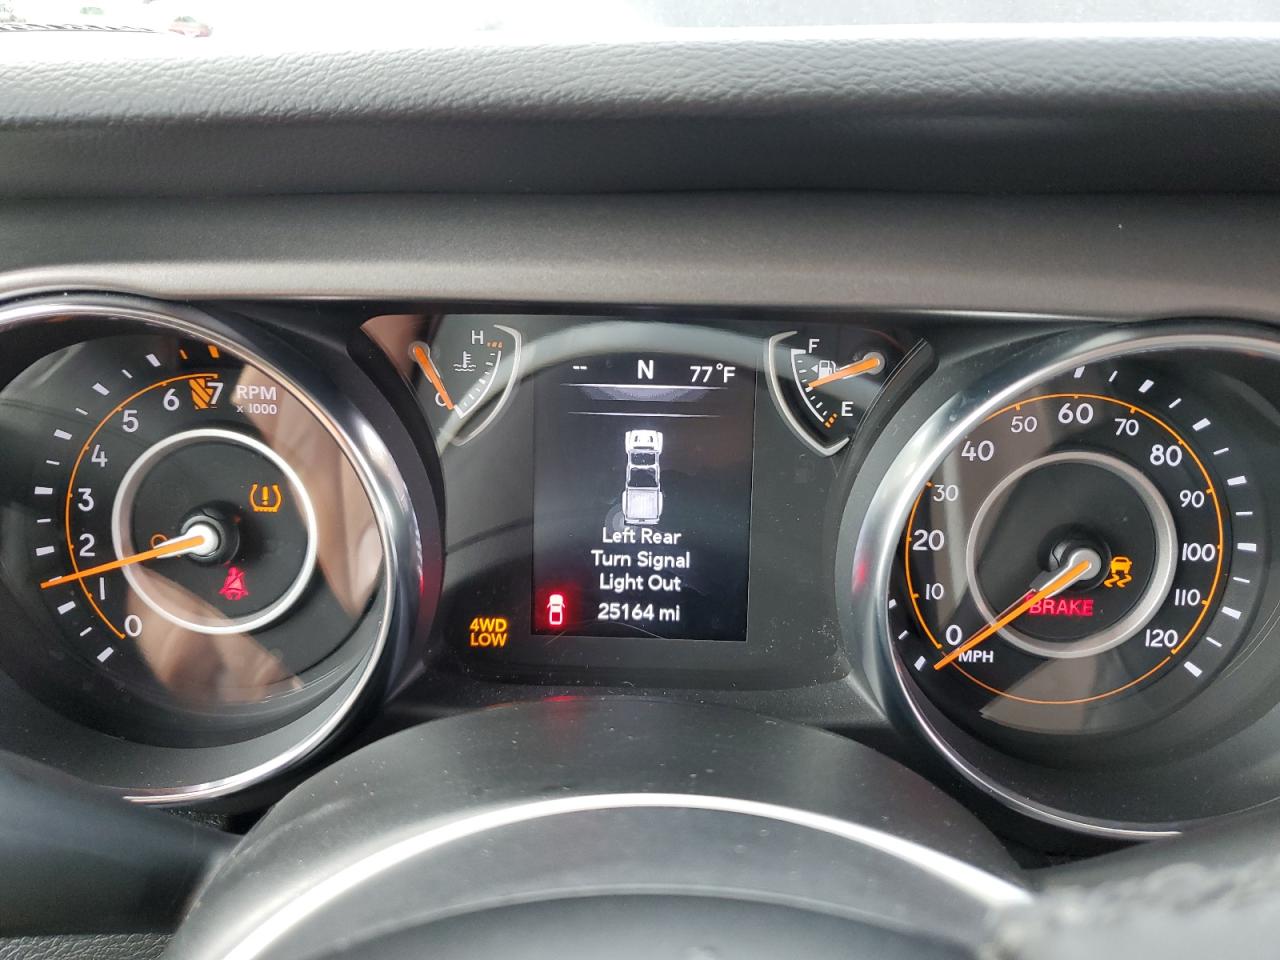 7 RPM
x 1000
6
5
4
3
2
1
0
H
C
-- N 77°F
Left Rear
Turn Signal
Light Out
25164 mi
4WD
LOW
F
E
60
50
70
40
80
30
90
20
100
10
110
0
120
MPH
BRAKE